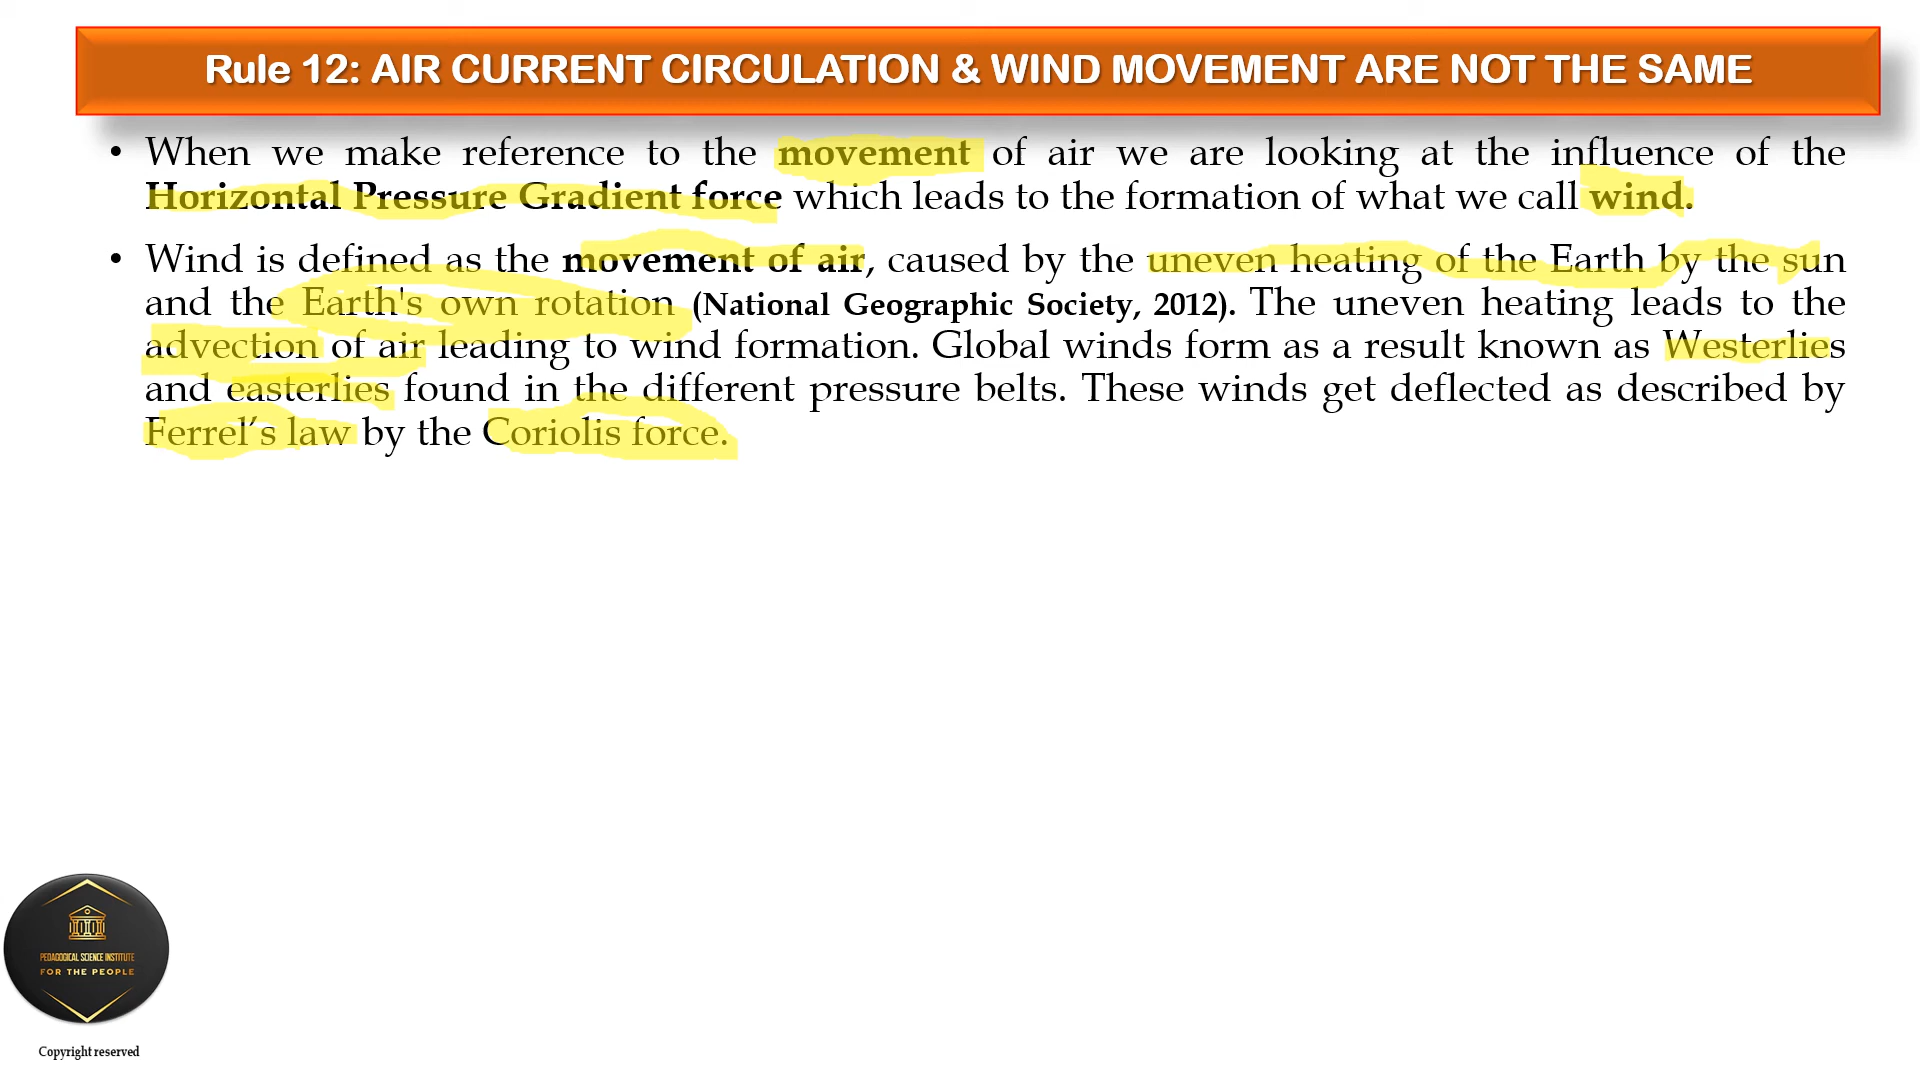 Rule 12: AIR CURRENT CIRCULATION & WIND MOVEMENT ARE NOT THE SAME
• When we make reference to the movement of air we are looking at the influence of the
Horizontal Pressure Gradient force which leads to the formation of what we call wind.
• Wind is defined as the movement of air, caused by the uneven heating of the Earth by the sun
and the Earth's own rotation (National Geographic Society, 2012). The uneven heating leads to the
advection of air leading to wind formation. Global winds form as a result known as Westerlies
and easterlies found in the different pressure belts. These winds get deflected as described by
Ferrel’s law by the Coriolis force.
PEDAGOGICAL SCIENCE INSTITUTE
FOR THE PEOPLE
Copyright reserved